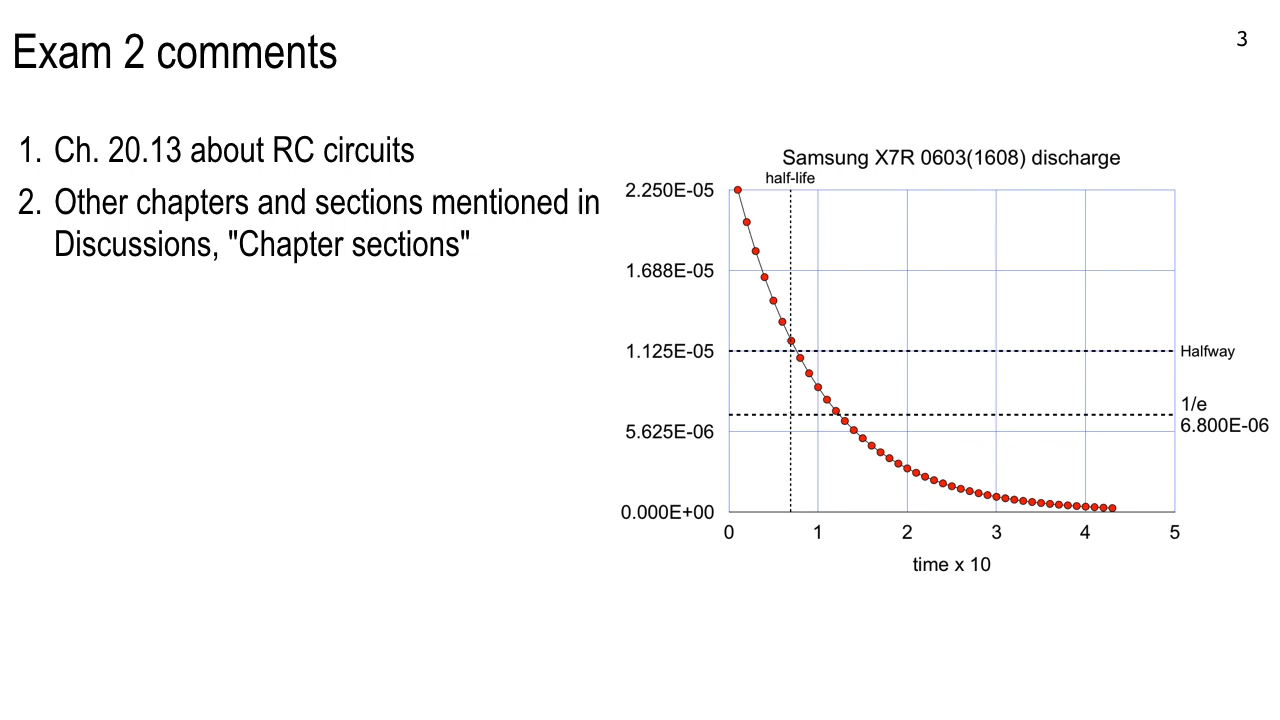 Exam 2 comments
3
1. Ch. 20.13 about RC circuits
2. Other chapters and sections mentioned in
Discussions, "Chapter sections"
Samsung X7R 0603(1608) discharge
half-life
2.250E-05
1.688E-05
1.125E-05
5.625E-06
0.000E+00
Halfway
1/e
6.800E-06
0 1 2 3 4 5
time x 10